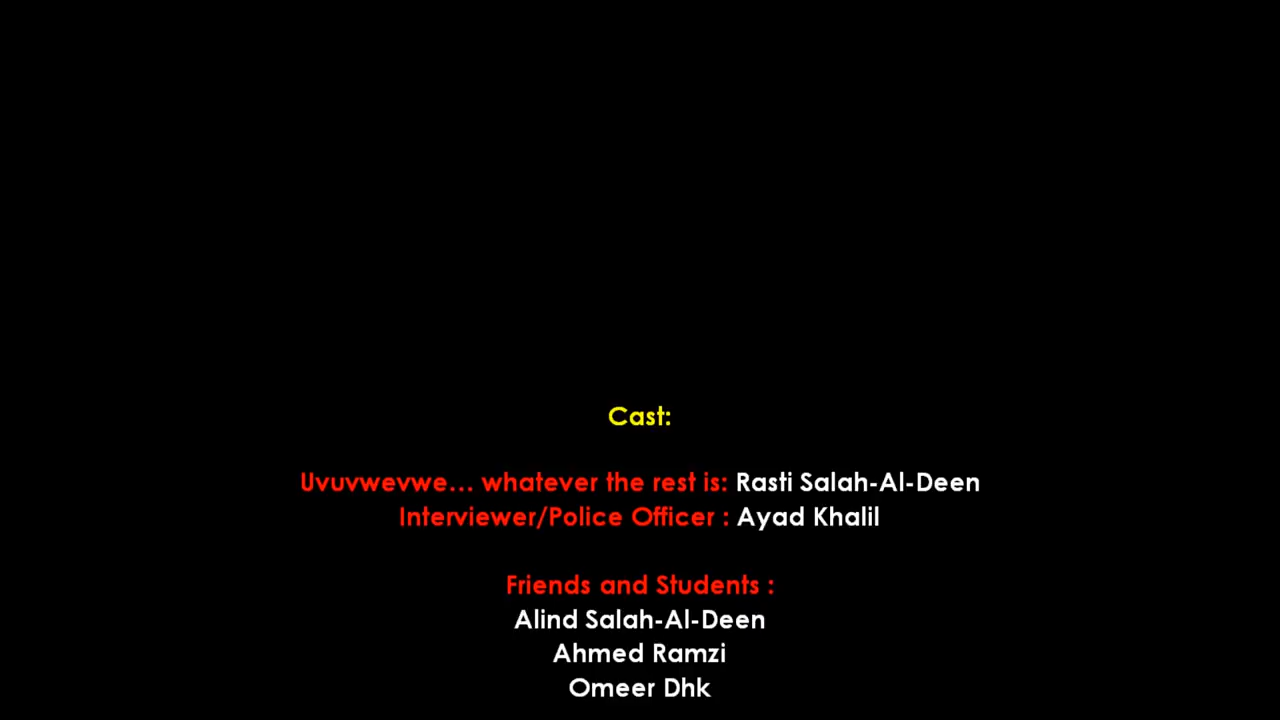 Cast:
Uvuvwevwe... whatever the rest is: Rasti Salah-Al-Deen
Interviewer/Police Officer : Ayad Khalil
Friends and Students :
Alind Salah-Al-Deen
Ahmed Ramzi
Omeer Dhk